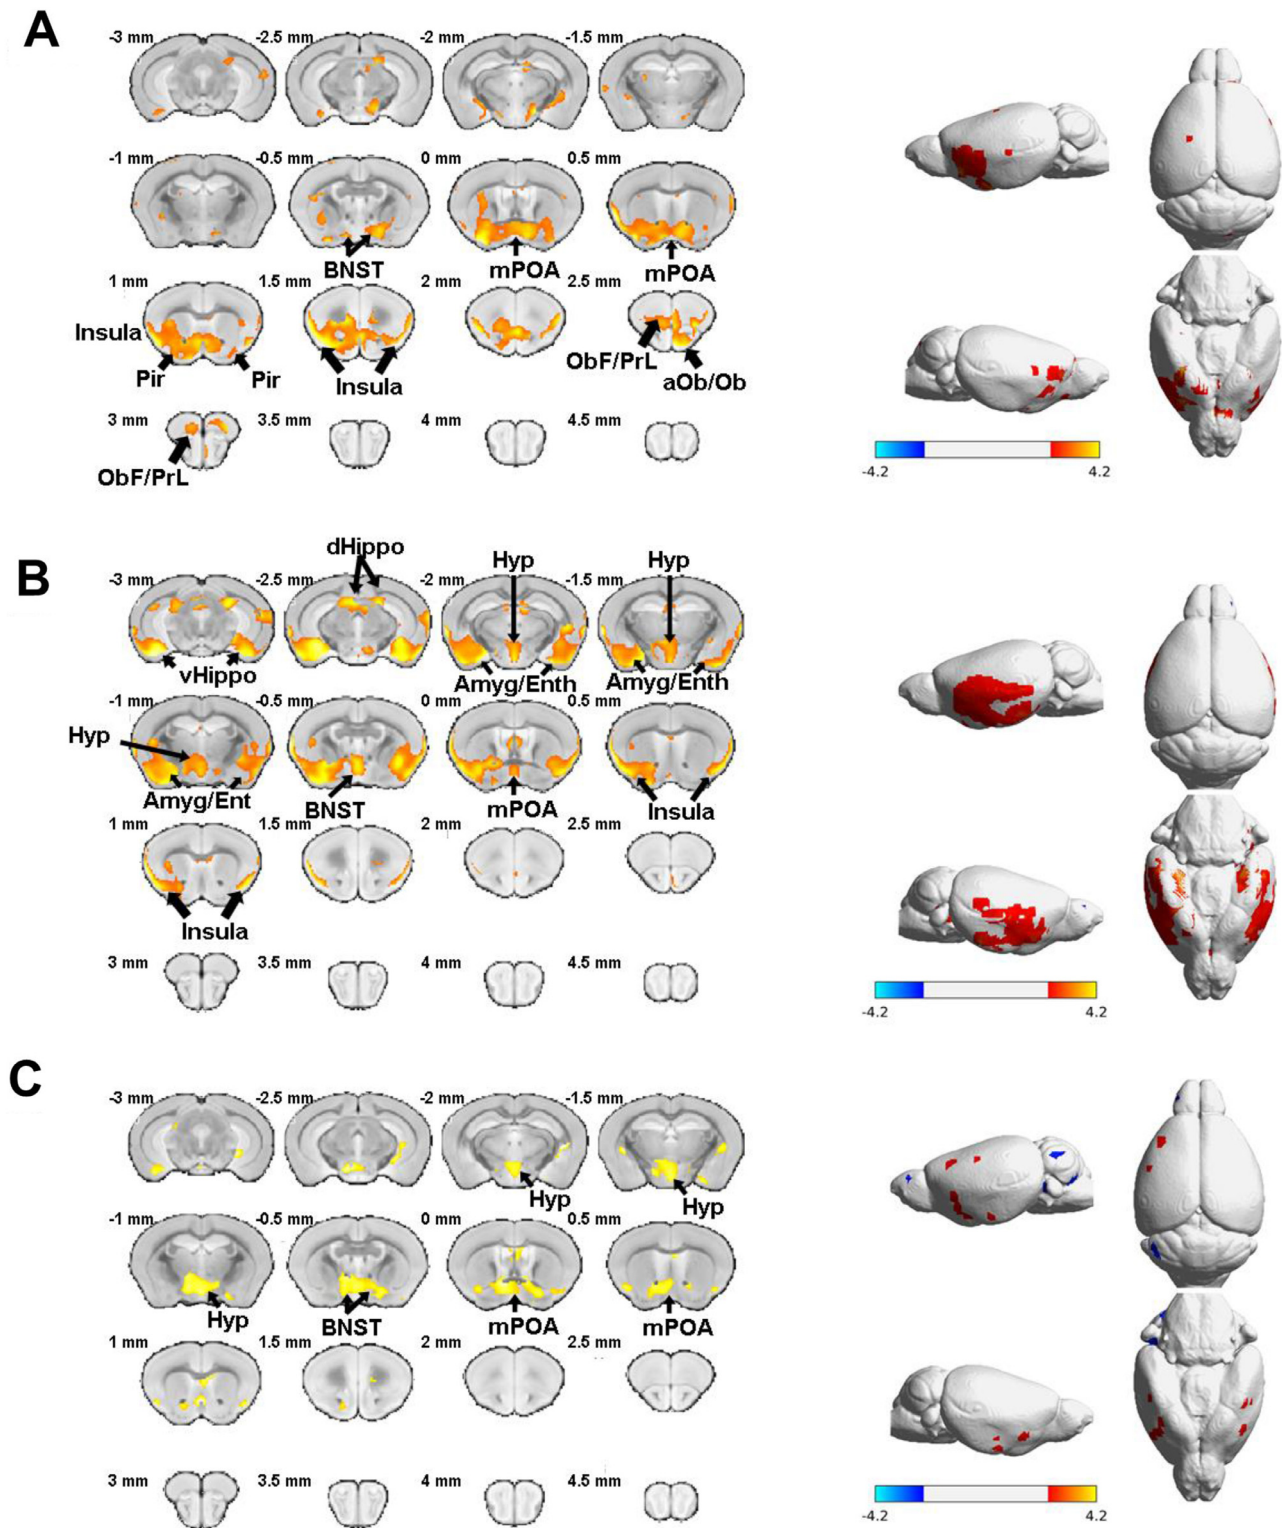 A
-3 mm -2.5 mm -2 mm -1.5 mm
-1 mm -0.5 mm 0 mm 0.5 mm
BNST mPOA mPOA
1 mm 1.5 mm 2 mm 2.5 mm
Insula
ObF/PrL
Pir Pir Insula aOb/Ob
3 mm 3.5 mm 4 mm 4.5 mm
ObF/PrL
-4.2 4.2
B
dHippo
Hyp Hyp
-3 mm -2.5 mm -2 mm -1.5 mm
vHippo Amyg/Enth Amyg/Enth
-1 mm -0.5 mm 0 mm 0.5 mm
Hyp
Amyg/Ent BNST mPOA Insula
1 mm 1.5 mm 2 mm 2.5 mm
Insula
3 mm 3.5 mm 4 mm 4.5 mm
-4.2 4.2
C
-3 mm -2.5 mm -2 mm -1.5 mm
Hyp Hyp
-1 mm -0.5 mm 0 mm 0.5 mm
Hyp BNST mPOA mPOA
1 mm 1.5 mm 2 mm 2.5 mm
3 mm 3.5 mm 4 mm 4.5 mm
-4.2 4.2